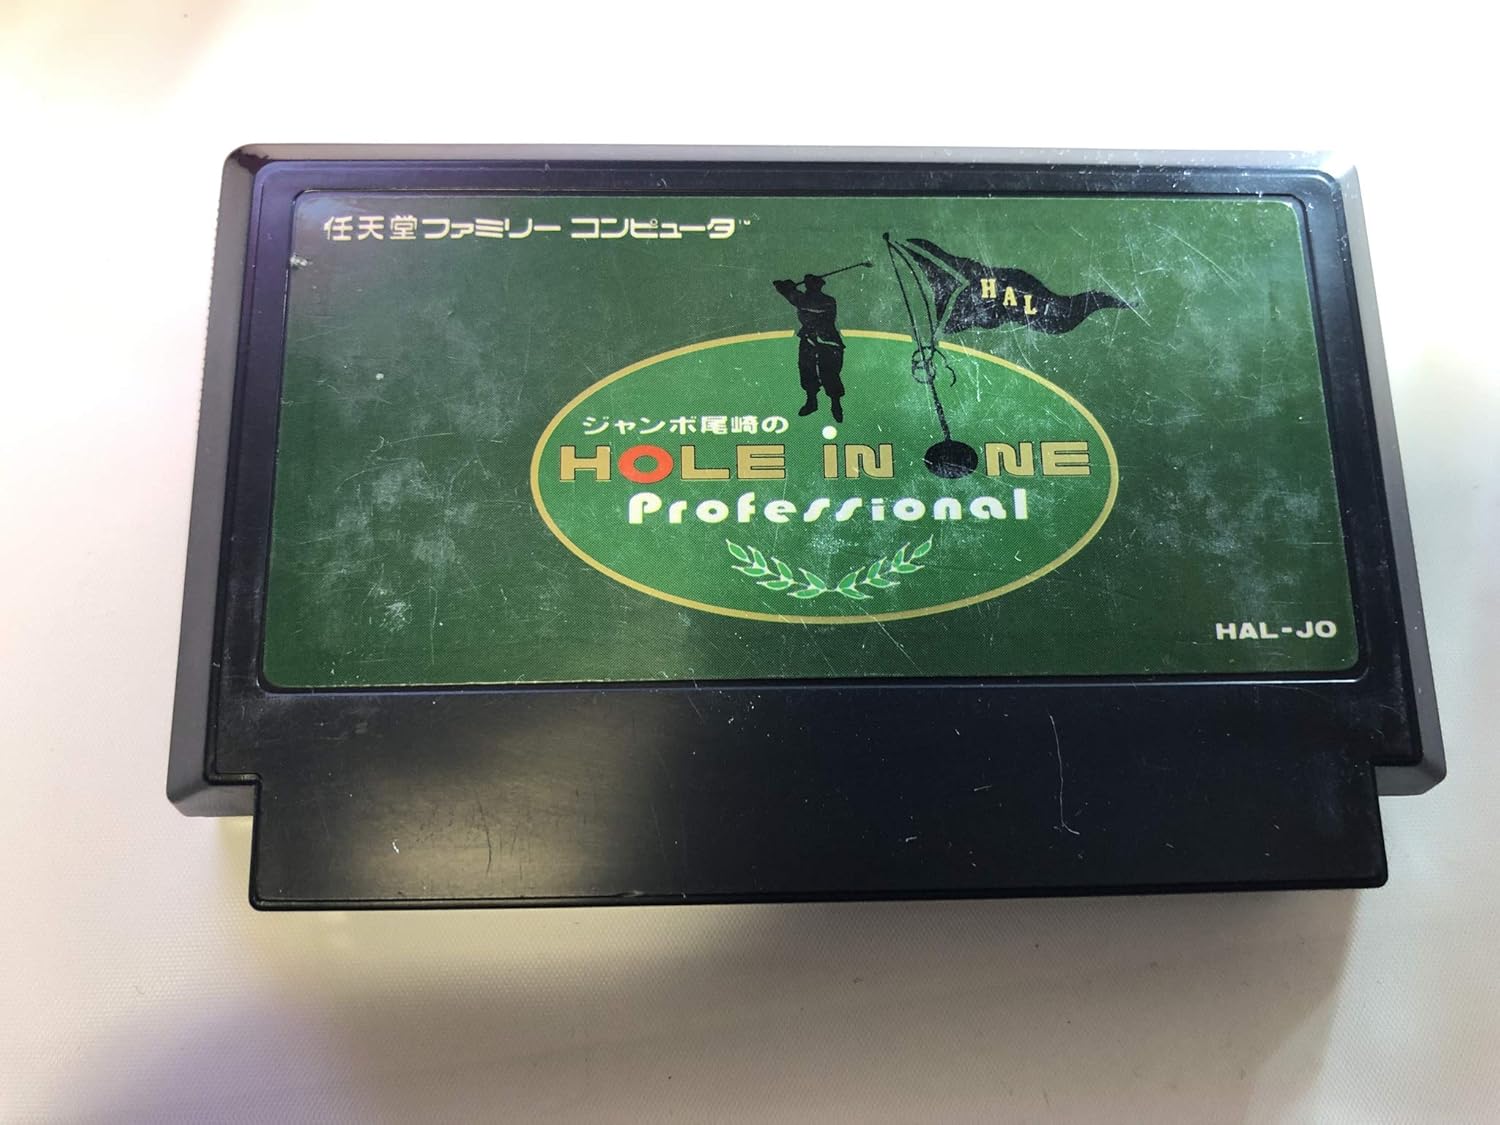 任天堂ファミリー コンピュータ™
HAL
ジャンボ尾崎の
HOLE iN ONE
Professional
HAL-JO